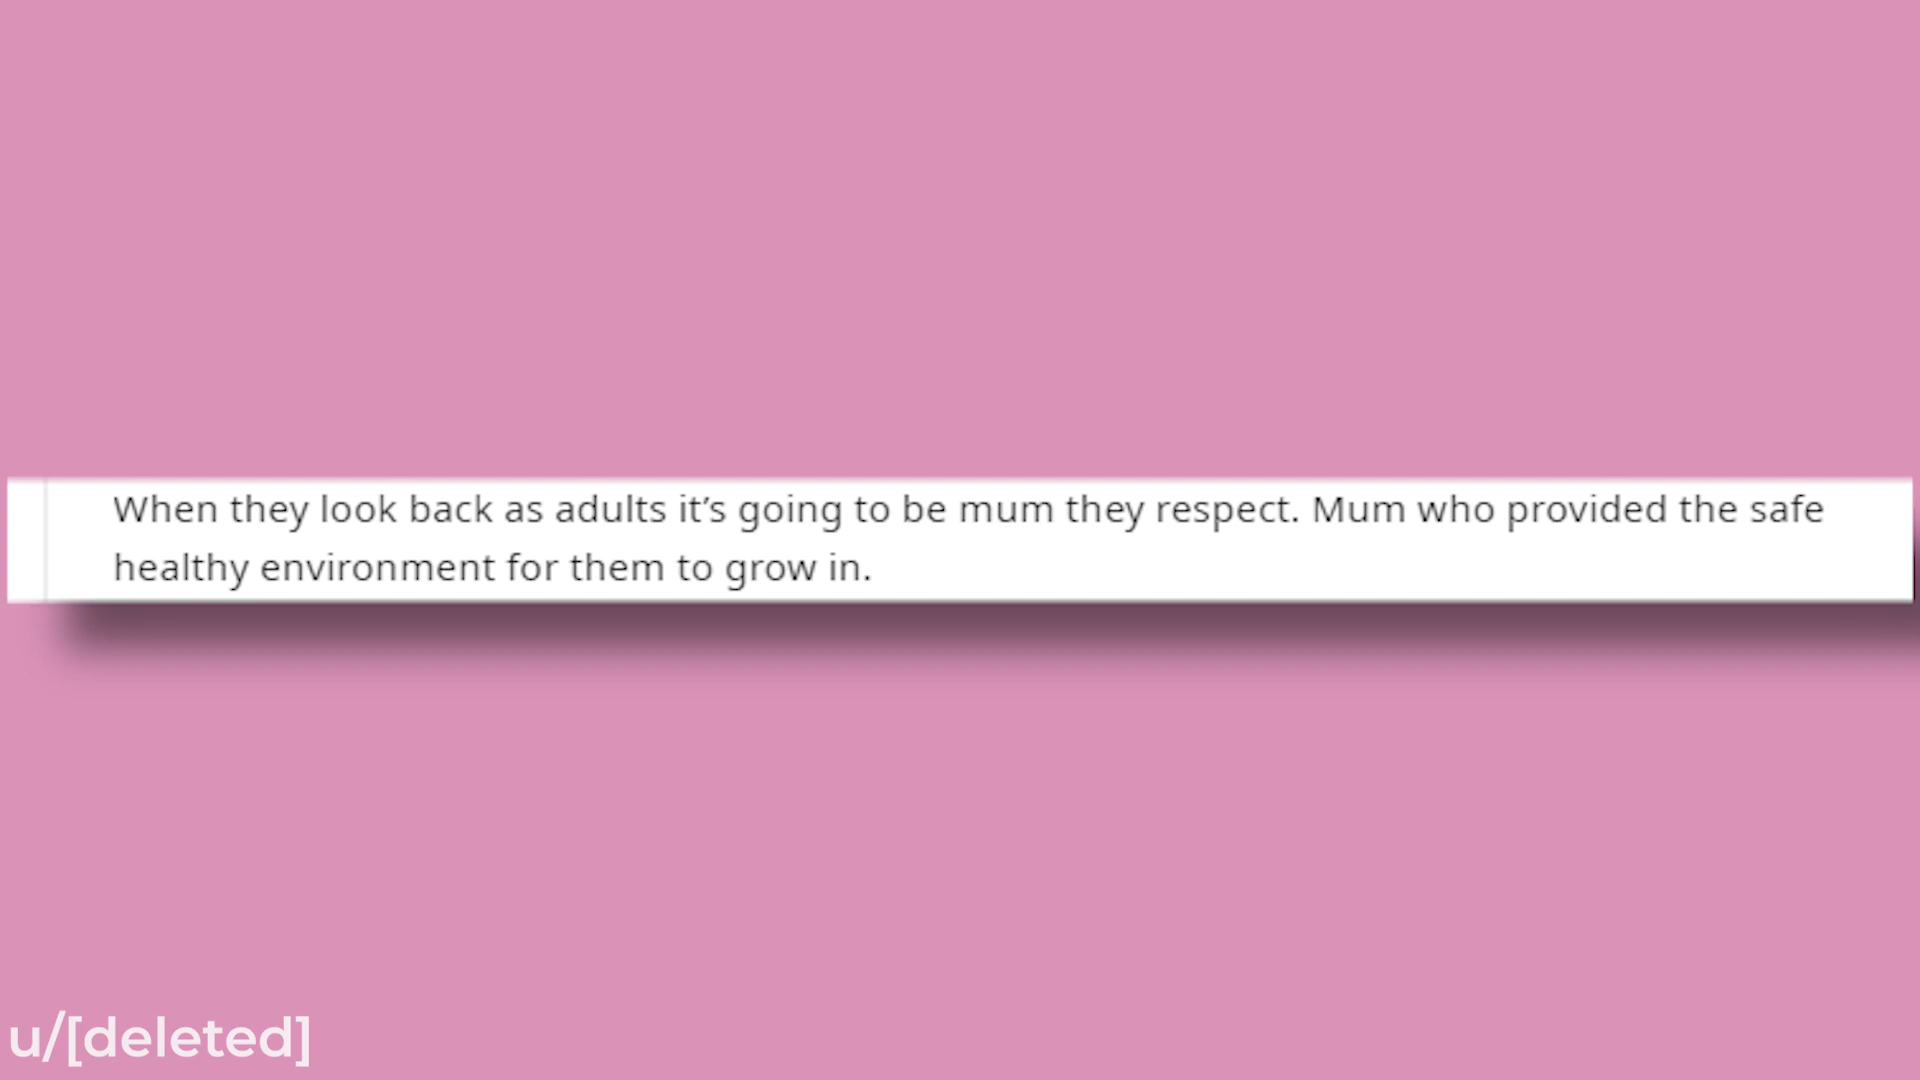 When they look back as adults it’s going to be mum they respect. Mum who provided the safe
healthy environment for them to grow in.
u/[deleted]